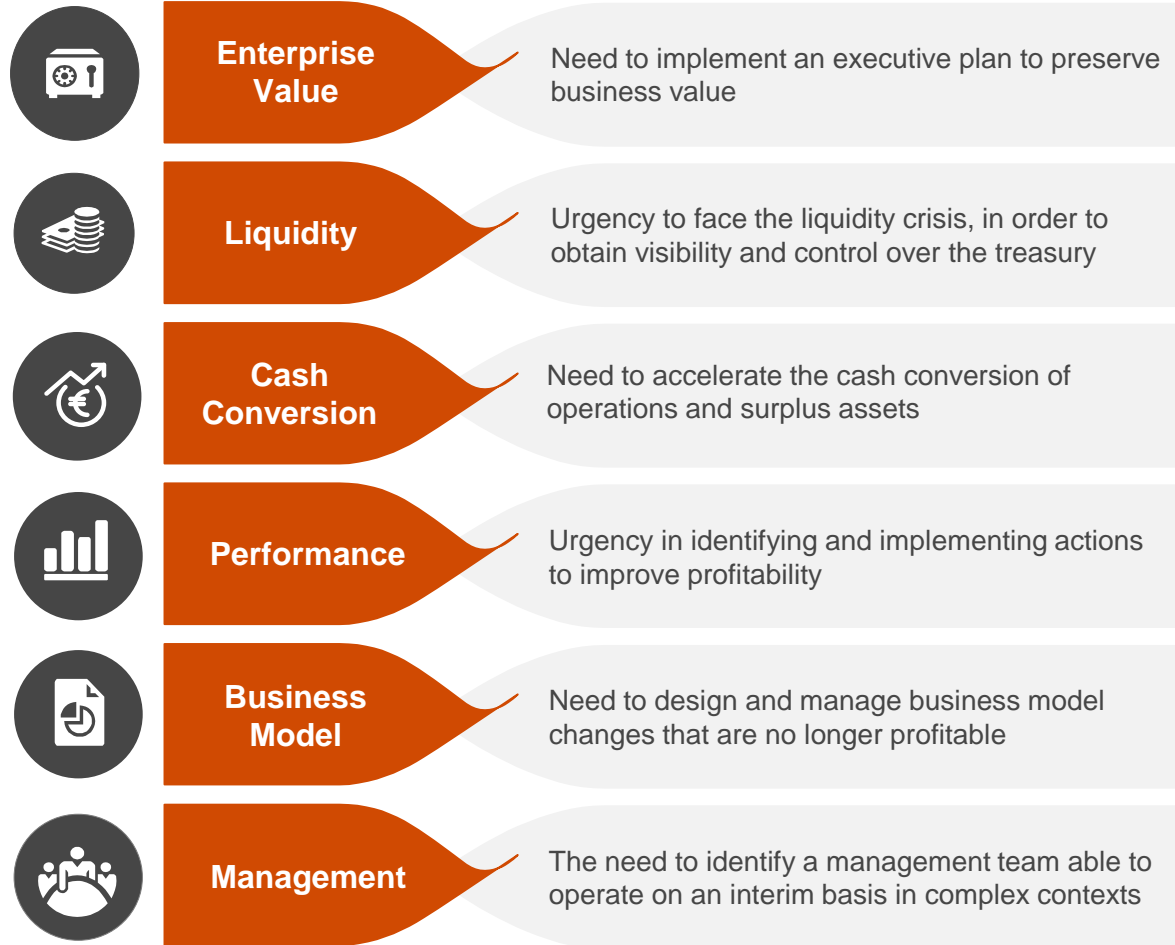 Enterprise
Value
Need to implement an executive plan to preserve
business value
Liquidity
Urgency to face the liquidity crisis, in order to
obtain visibility and control over the treasury
€
Cash
Conversion
Need to accelerate the cash conversion of
operations and surplus assets
Performance
Urgency in identifying and implementing actions
to improve profitability
Business
Model
Need to design and manage business model
changes that are no longer profitable
Management
The need to identify a management team able to
operate on an interim basis in complex contexts